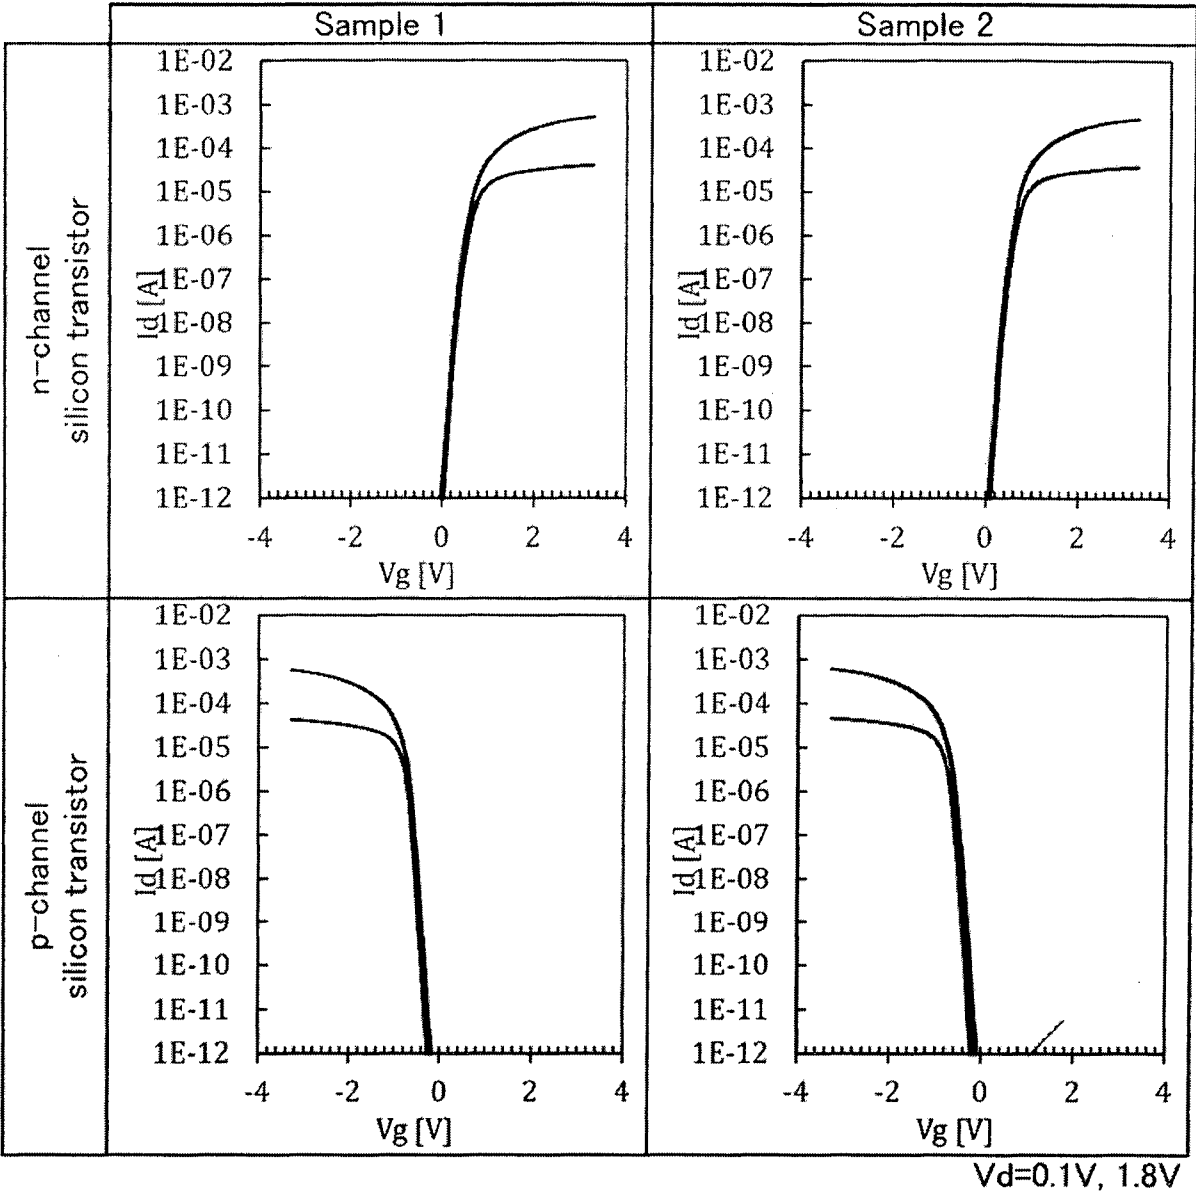 Sample 1
Sample 2
n-channel
silicon transistor
1E-02
1E-03
1E-04
1E-05
1E-06
1E-07
1E-08
1E-09
1E-10
1E-11
1E-12
Id [A]
-4 -2 0 2 4
Vg [V]
1E-02
1E-03
1E-04
1E-05
1E-06
1E-07
1E-08
1E-09
1E-10
1E-11
1E-12
Id [A]
-4 -2 0 2 4
Vg [V]
p-channel
silicon transistor
1E-02
1E-03
1E-04
1E-05
1E-06
1E-07
1E-08
1E-09
1E-10
1E-11
1E-12
Id [A]
-4 -2 0 2 4
Vg [V]
1E-02
1E-03
1E-04
1E-05
1E-06
1E-07
1E-08
1E-09
1E-10
1E-11
1E-12
Id [A]
-4 -2 0 2 4
Vg [V]
Vd=0.1V, 1.8V